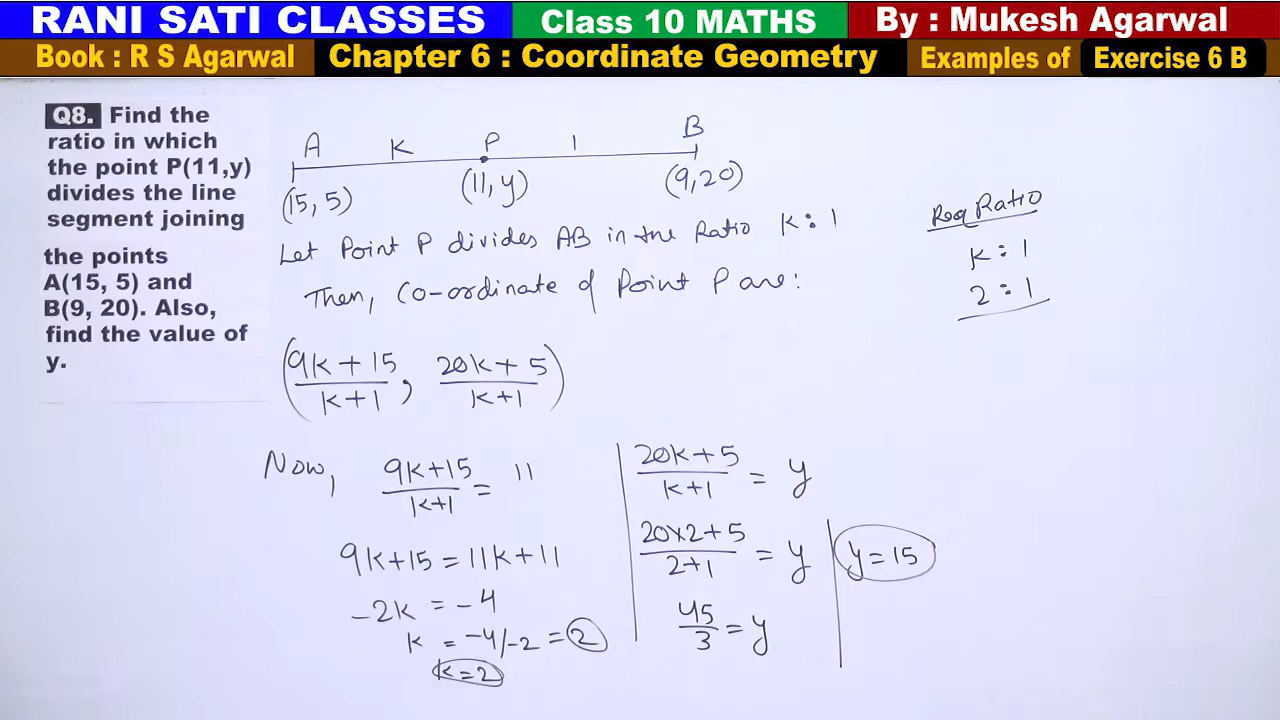 RANI SATI CLASSES
Class 10 MATHS
By : Mukesh Agarwal
Book : R S Agarwal
Chapter 6 : Coordinate Geometry
Examples of
Exercise 6 B
Q8. Find the
ratio in which
the point P(11,y)
divides the line
segment joining
the points
A(15, 5) and
B(9, 20). Also,
find the value of
y.
A K P 1 B
(15, 5) (11, y) (9,20)
Let Point P divides AB in the Ratio k : 1
Then, Co-ordinate of Point P are :
(9k + 15 / k + 1 , 20k + 5 / k + 1)
Now, 9k+15 / k+1 = 11
9k+15 = 11k+11
-2k = -4
k = -4/-2 = 2
k = 2
20k + 5 / k + 1 = y
20×2+5 / 2+1 = y
45/3 = y
y = 15
Req Ratio
k : 1
2 : 1